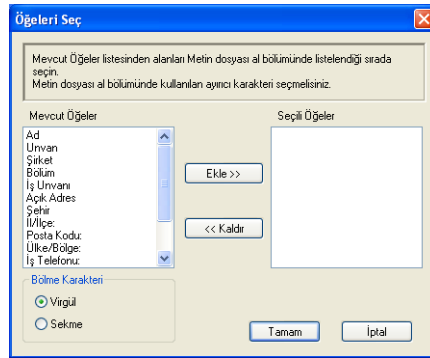 Öğeleri Seç
Mevcut Öğeler listesinden alanları Metin dosyası al bölümünde listelendiği sırada
seçin.
Metin dosyası al bölümünde kullanılan ayırıcı karakteri seçmelisiniz.
Mevcut Öğeler
Seçili Öğeler
Ad
Unvan
Şirket
Bölüm
İş Unvanı
Açık Adres
Şehir
İl/İlçe:
Posta Kodu:
Ülke/Bölge:
İş Telefonu:
Ekle >>
<< Kaldır
Bölme Karakteri
Virgül
Sekme
Tamam
İptal